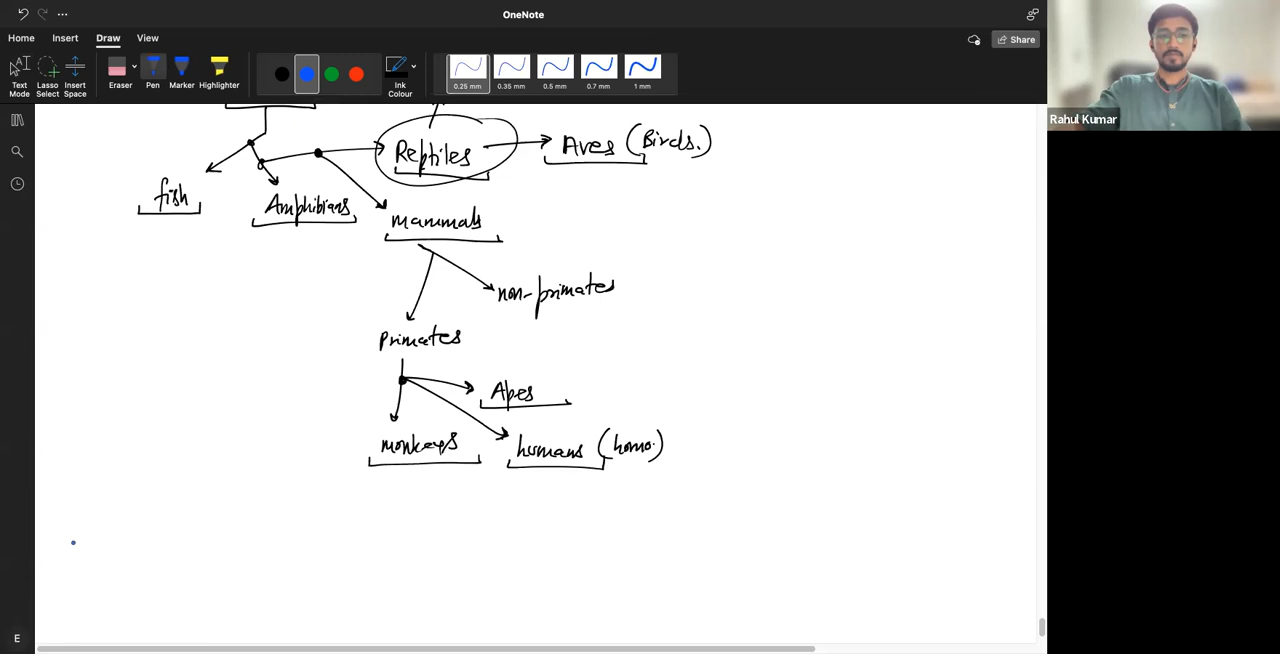 OneNote
Home Insert Draw View
Share
Text Mode
Lasso Select
Insert Space
Eraser
Pen
Marker
Highlighter
Ink Colour
0.25 mm
0.35 mm
0.5 mm
0.7 mm
1 mm
Rahul Kumar
Reptiles
Aves (Birds.)
fish
Amphibians
mammals
non-primates
Primates
Apes
monkeys
humans (homo.)
E